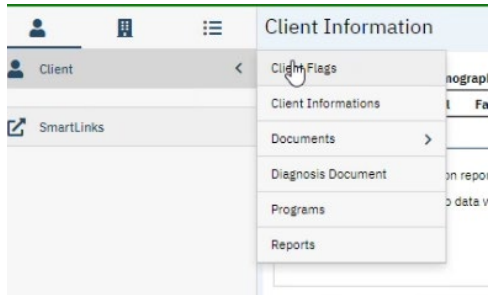 Client Information
Client
SmartLinks
Client Flags
Client Informations
Documents
Diagnosis Document
Programs
Reports